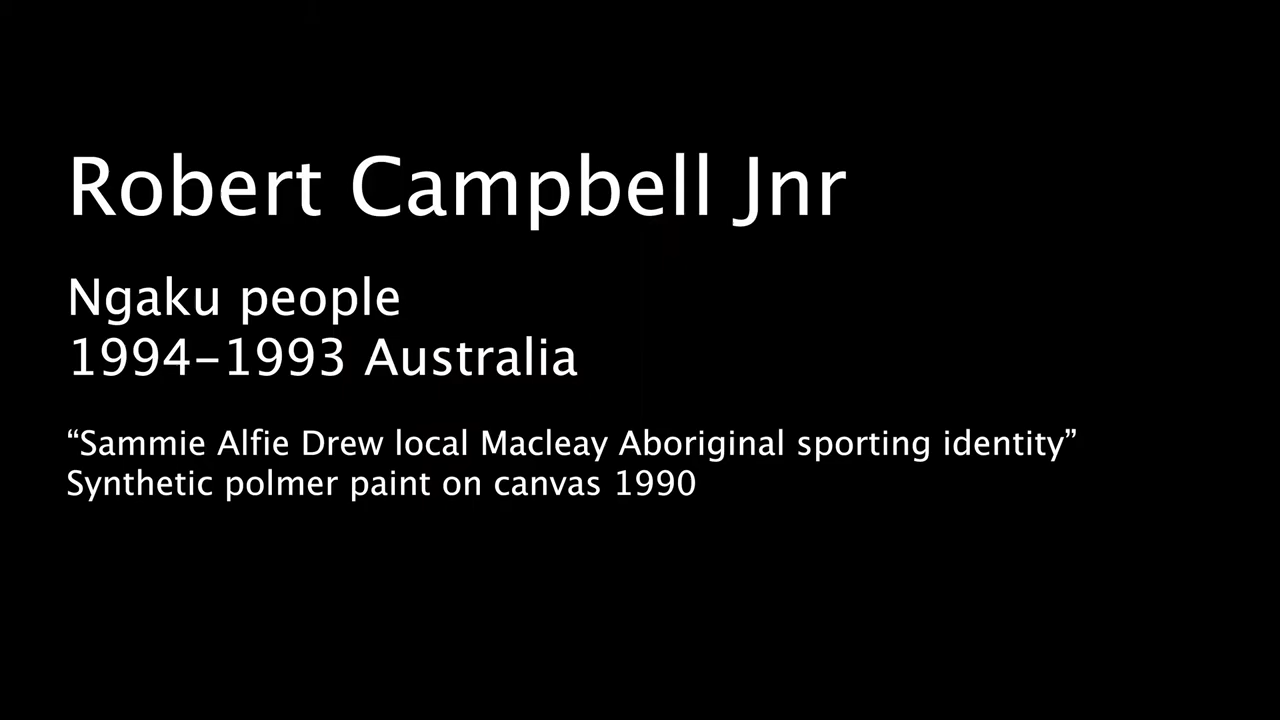 Robert Campbell Jnr
Ngaku people
1994–1993 Australia
“Sammie Alfie Drew local Macleay Aboriginal sporting identity”
Synthetic polmer paint on canvas 1990